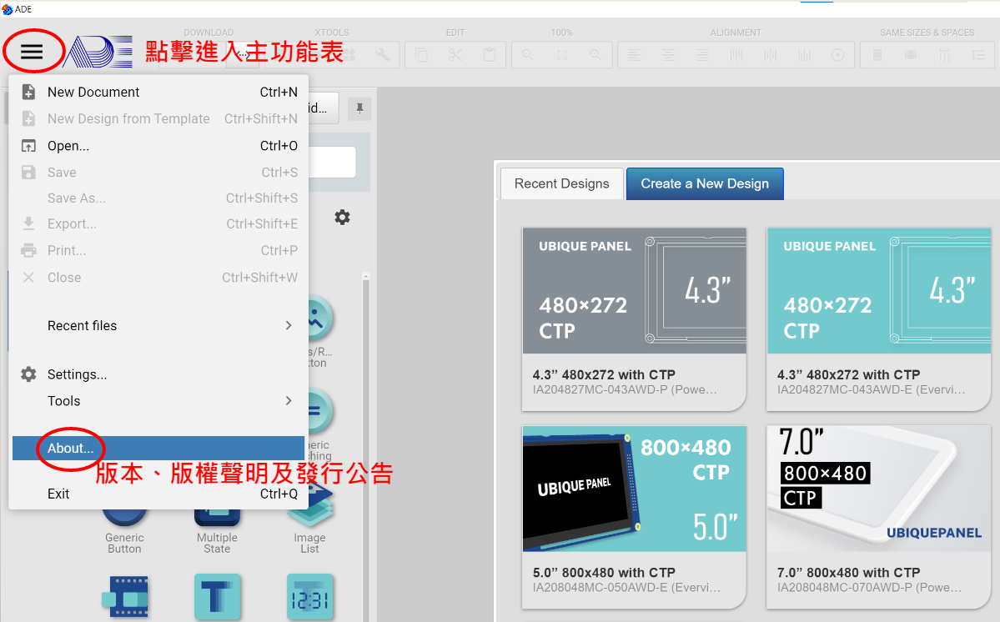 ADE
DOWNLOAD
XTOOLS
EDIT
100%
ALIGNMENT
SAME SIZES & SPACES
ADE
點擊進入主功能表
New Document Ctrl+N
New Design from Template Ctrl+Shift+N
Open... Ctrl+O
Save Ctrl+S
Save As... Ctrl+Shift+S
Export... Ctrl+Shift+E
Print... Ctrl+P
Close Ctrl+Shift+W
Recent files
Settings...
Tools
About...
版本、版權聲明及發行公告
Exit Ctrl+Q
id...
s/R...
tton
eric
ching
Generic
Button
Multiple
State
Image
List
T
12:31
Recent Designs
Create a New Design
UBIQUE PANEL
480×272
CTP
4.3”
4.3” 480x272 with CTP
IA204827MC-043AWD-P (Powe...
UBIQUE PANEL
480×272
CTP
4.3”
4.3” 480x272 with CTP
IA204827MC-043AWD-E (Evervi...
UBIQUE PANEL
800×480
CTP
5.0”
5.0” 800x480 with CTP
IA208048MC-050AWD-E (Evervi...
7.0”
800×480
CTP
UBIQUEPANEL
7.0” 800x480 with CTP
IA208048MC-070AWD-P (Powe...